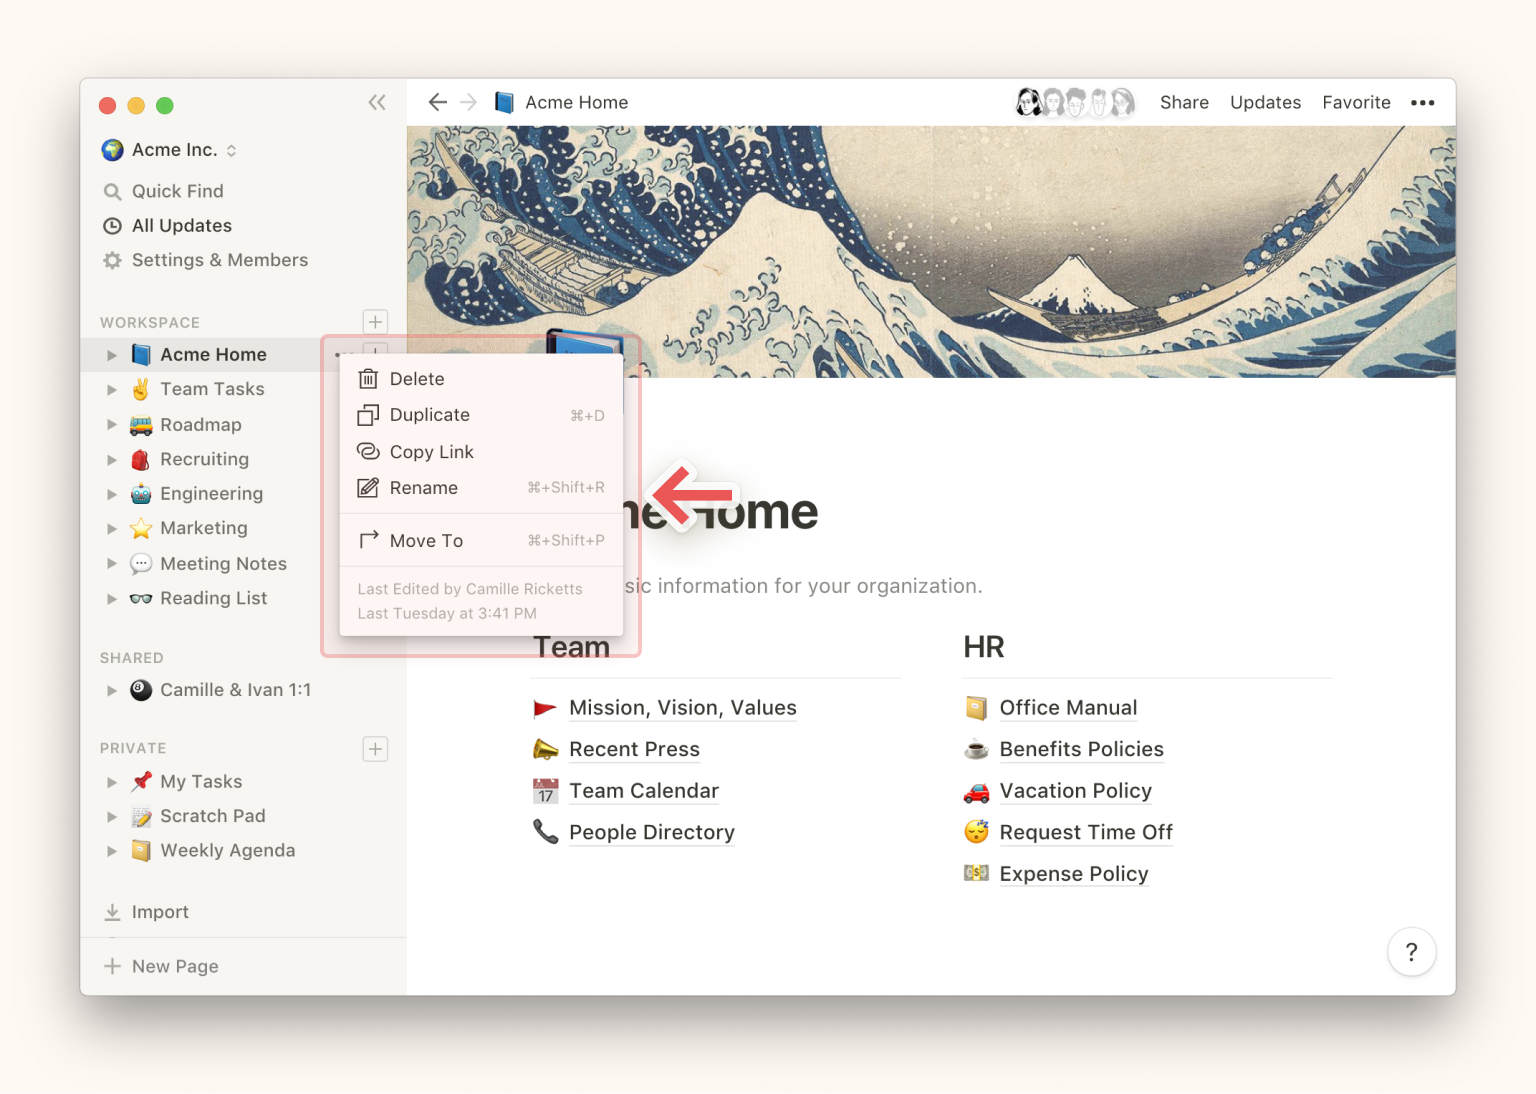 Acme Home
Share
Updates
Favorite
Acme Inc.
Quick Find
All Updates
Settings & Members
WORKSPACE
Acme Home
Team Tasks
Roadmap
Recruiting
Engineering
Marketing
Meeting Notes
Reading List
SHARED
Camille & Ivan 1:1
PRIVATE
My Tasks
Scratch Pad
Weekly Agenda
Import
New Page
Delete
Duplicate ⌘+D
Copy Link
Rename ⌘+Shift+R
Move To ⌘+Shift+P
Last Edited by Camille Ricketts
Last Tuesday at 3:41 PM
information for your organization.
Team
Mission, Vision, Values
Recent Press
17
Team Calendar
People Directory
HR
Office Manual
Benefits Policies
Vacation Policy
Request Time Off
Expense Policy
?